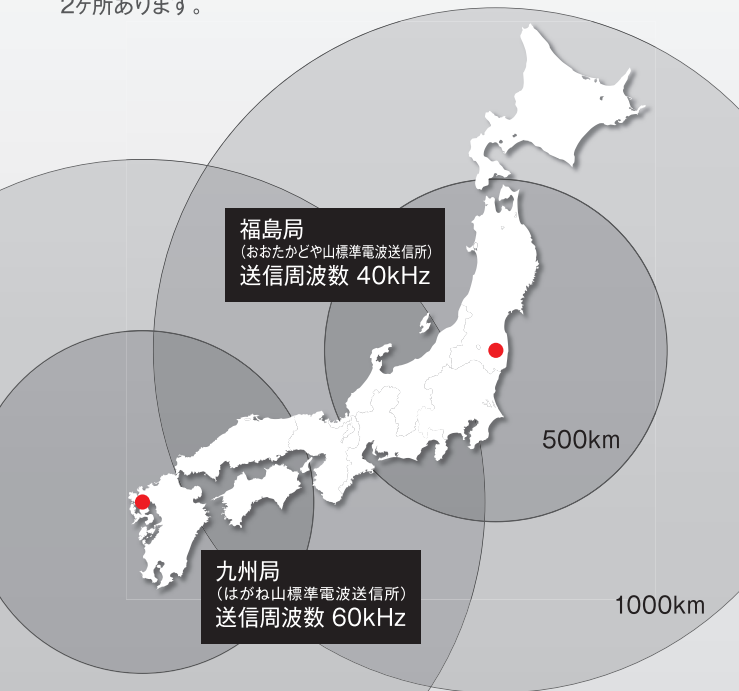 2ヶ所あります。
福島局
（おおたかどや山標準電波送信所）
送信周波数 40kHz
500km
九州局
（はがね山標準電波送信所）
送信周波数 60kHz
1000km